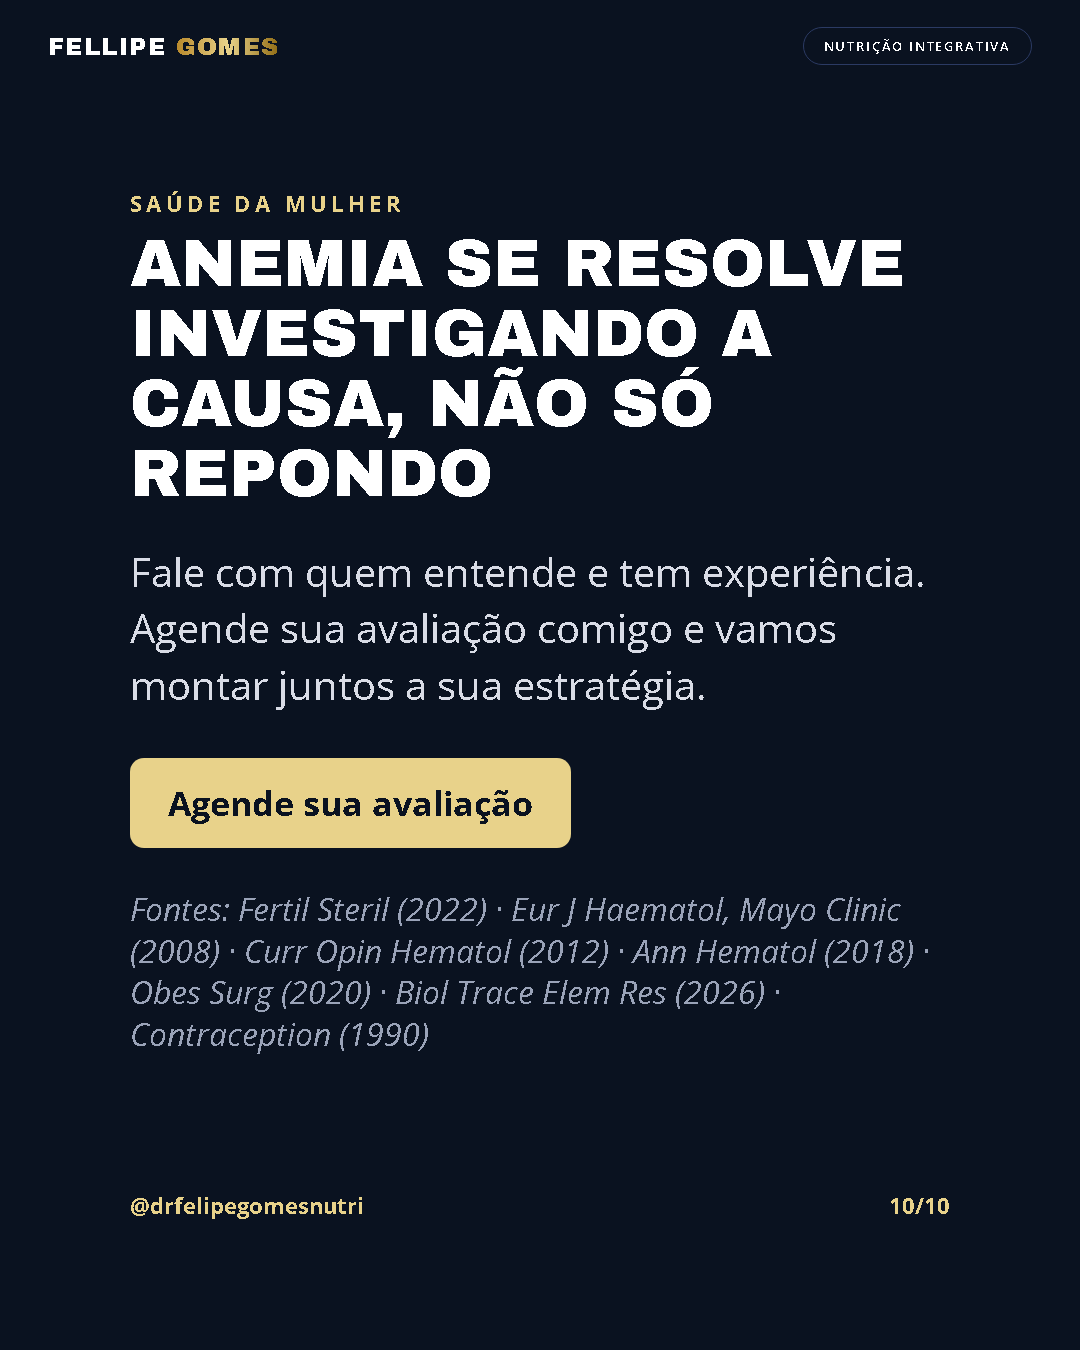 FELLIPE GOMES
NUTRIÇÃO INTEGRATIVA
SAÚDE DA MULHER
ANEMIA SE RESOLVE
INVESTIGANDO A
CAUSA, NÃO SÓ
REPONDO
Fale com quem entende e tem experiência.
Agende sua avaliação comigo e vamos
montar juntos a sua estratégia.
Agende sua avaliação
Fontes: Fertil Steril (2022) · Eur J Haematol, Mayo Clinic
(2008) · Curr Opin Hematol (2012) · Ann Hematol (2018) ·
Obes Surg (2020) · Biol Trace Elem Res (2026) ·
Contraception (1990)
@drfelipegomesnutri
10/10